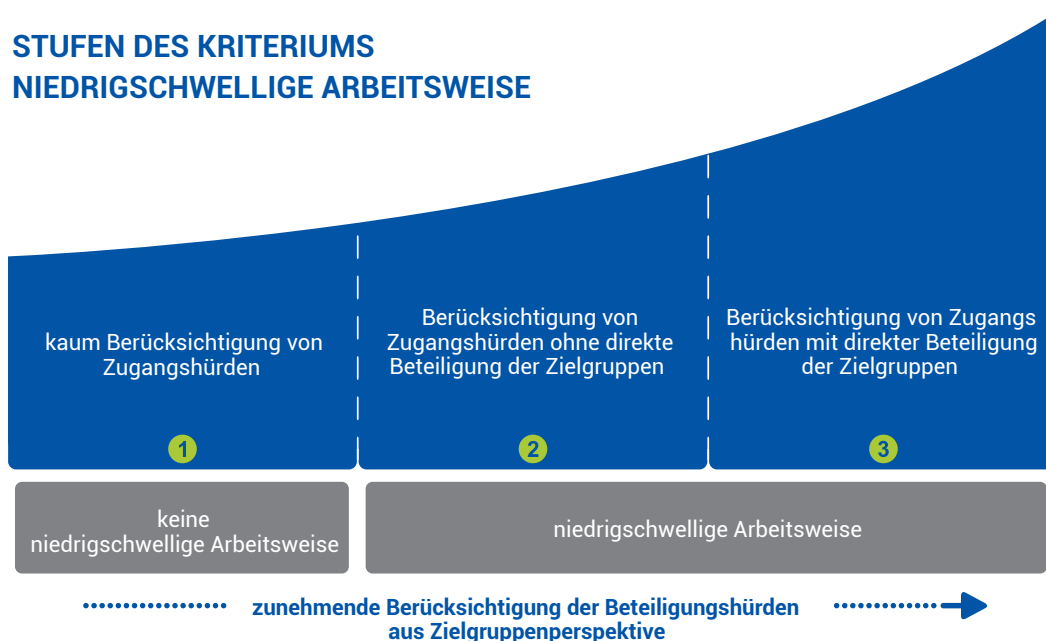 STUFEN DES KRITERIUMS
NIEDRIGSCHWELLIGE ARBEITSWEISE
kaum Berücksichtigung von
Zugangshürden
1
Berücksichtigung von
Zugangshürden ohne direkte
Beteiligung der Zielgruppen
2
Berücksichtigung von Zugangs
hürden mit direkter Beteiligung
der Zielgruppen
3
keine
niedrigschwellige Arbeitsweise
niedrigschwellige Arbeitsweise
zunehmende Berücksichtigung der Beteiligungshürden
aus Zielgruppenperspektive